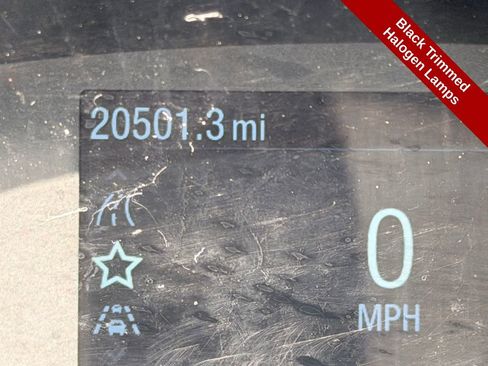 Black Trimmed
Halogen Lamps
20501.3 mi
0
MPH